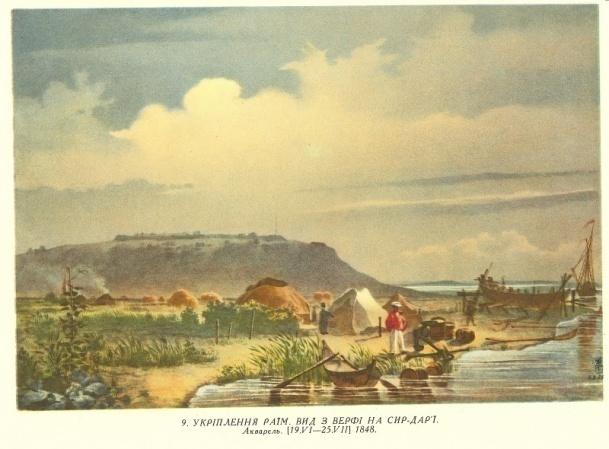 9. УКРІПЛЕННЯ РАЇМ. ВИД З ВЕРФІ НА СИР-ДАР'Ї.
Акварель. [19.VI—25.VII] 1848.